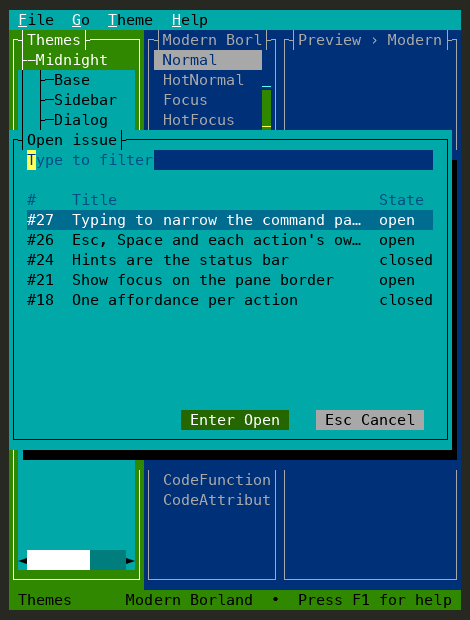 File  Go  Theme  Help
Themes
Midnight
Base
Sidebar
Dialog
Modern Borl
Normal
HotNormal
Focus
HotFocus
Preview › Modern
Open issue
Type to filter
#    Title    State
#27  Typing to narrow the command pa…  open
#26  Esc, Space and each action's ow…  open
#24  Hints are the status bar  closed
#21  Show focus on the pane border  open
#18  One affordance per action  closed
Enter Open    Esc Cancel
CodeFunction
CodeAttribut
Themes    Modern Borland  •  Press F1 for help